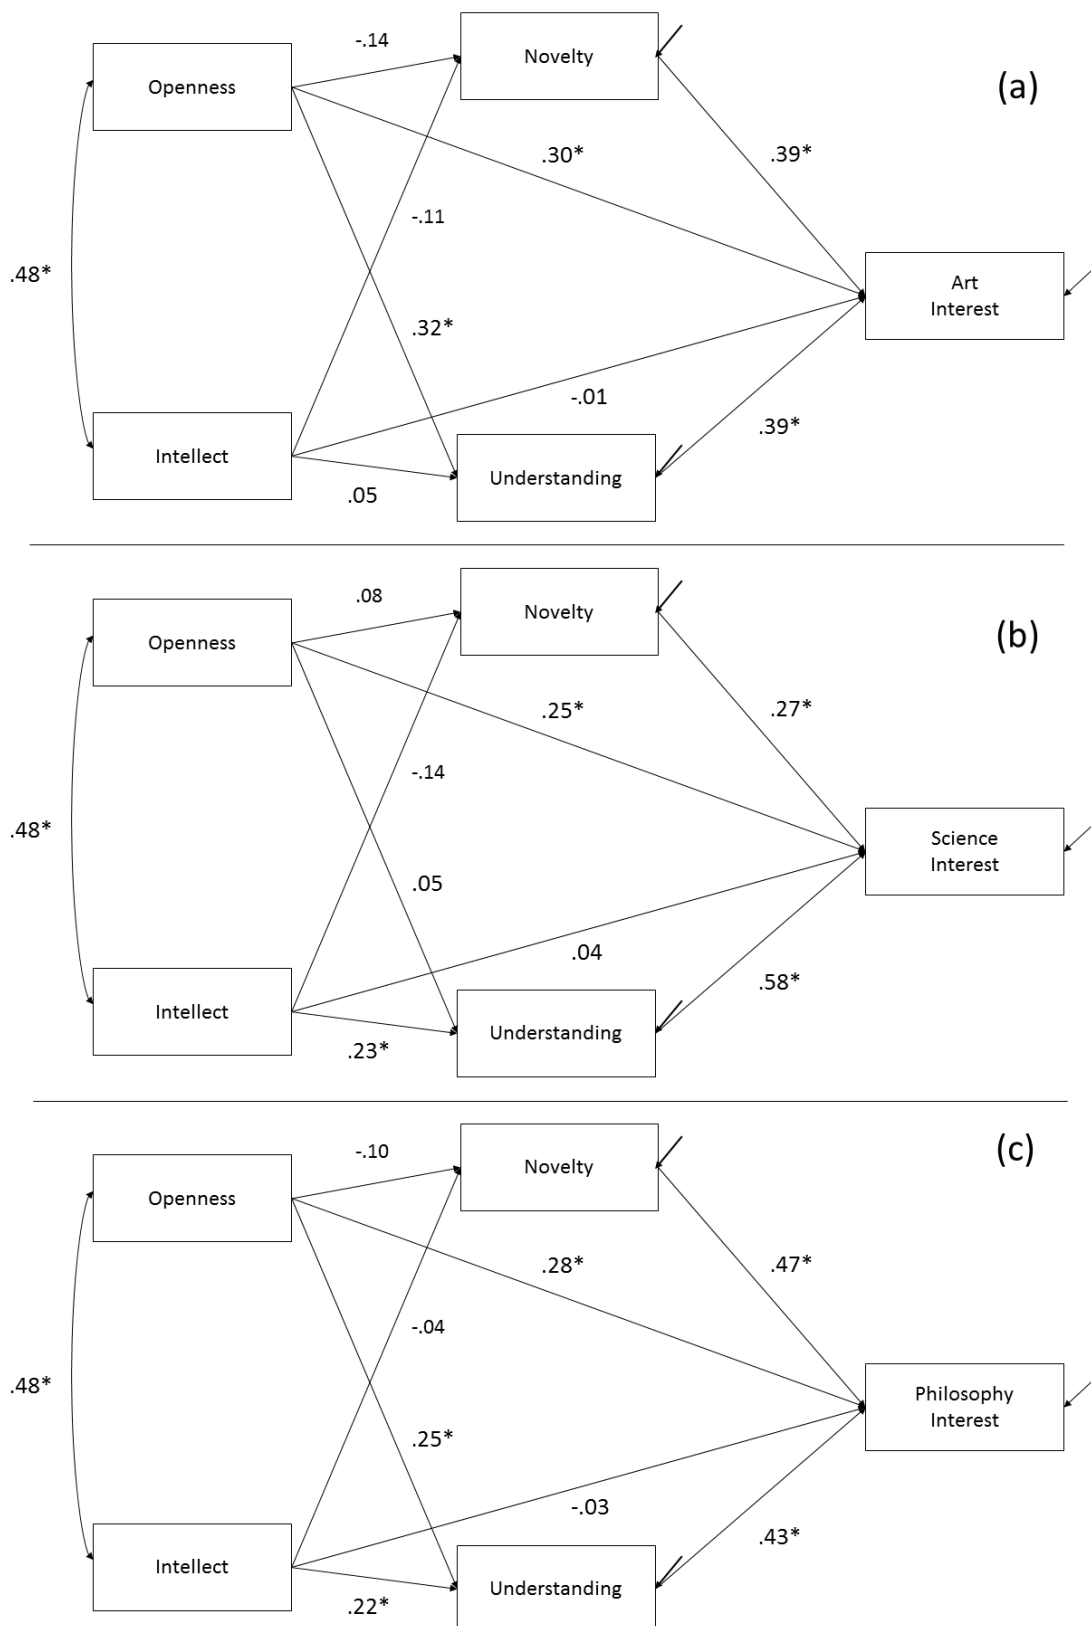 -.14
Novelty
Openness
(a)
.30*
.39*
-.11
.48*
Art
Interest
.32*
-.01
.39*
Intellect
Understanding
.05
.08
Novelty
Openness
(b)
.25*
.27*
-.14
.48*
Science
Interest
.05
.04
.58*
Intellect
Understanding
.23*
-.10
Novelty
(c)
Openness
.28*
.47*
-.04
.48*
Philosophy
Interest
.25*
-.03
.43*
Intellect
Understanding
.22*